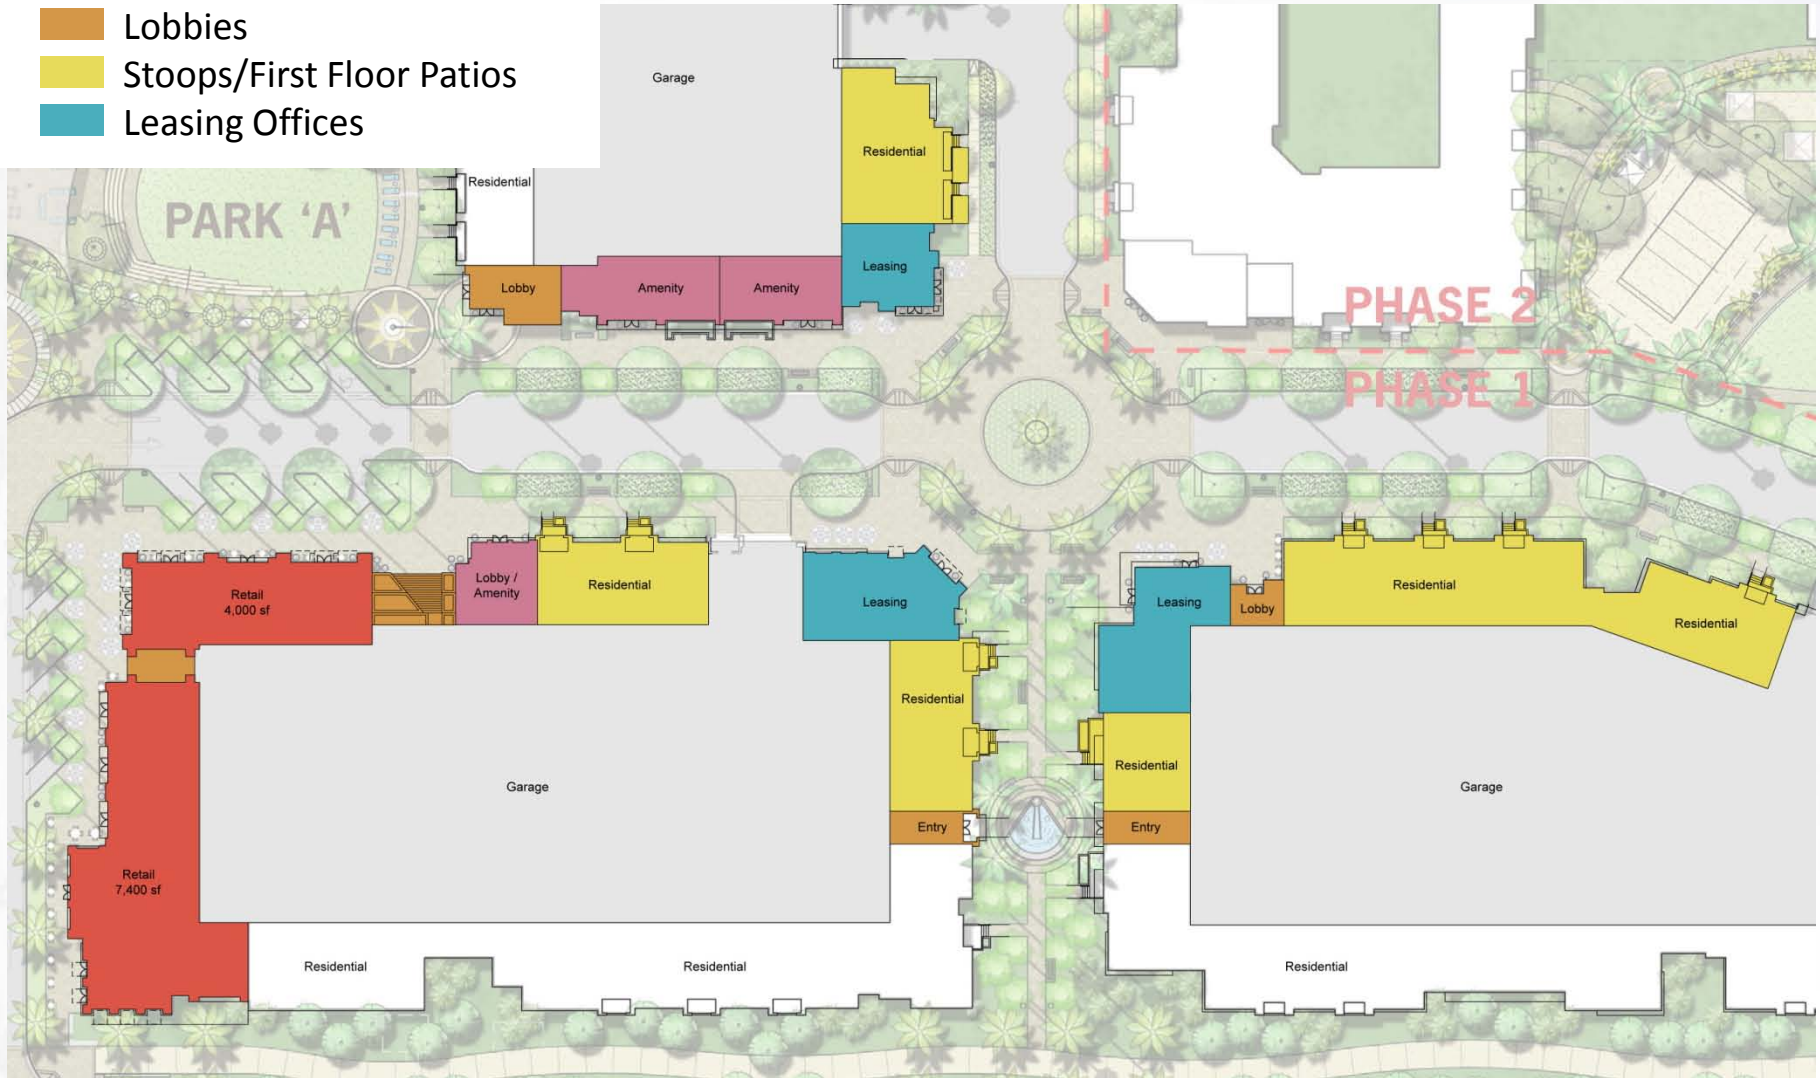 Lobbies
Stoops/First Floor Patios
Leasing Offices
Garage
Residential
Residential
PARK ‘A’
Leasing
Lobby
Amenity
Amenity
PHASE 2
PHASE 1
Lobby /
Amenity
Residential
Retail
4,000 sf
Leasing
Leasing
Lobby
Residential
Residential
Residential
Residential
Garage
Garage
Entry
Entry
Retail
7,400 sf
Residential
Residential
Residential